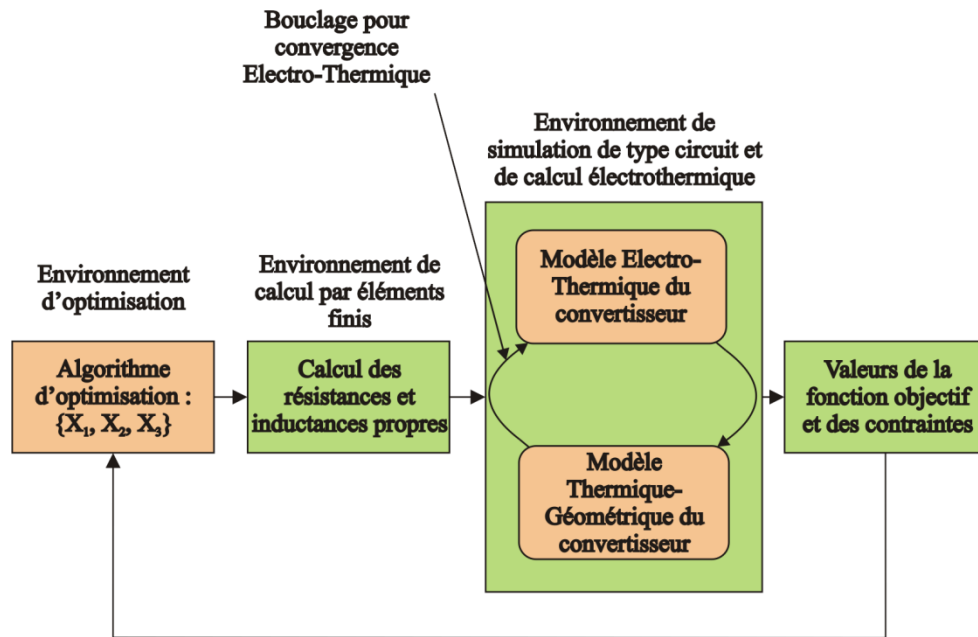 Bouclage pour
convergence
Electro-Thermique
Environnement de
simulation de type circuit et
de calcul électrothermique
Environnement
d'optimisation
Environnement de
calcul par éléments
finis
Algorithme
d'optimisation :
{X₁, X₂, X₃}
Calcul des
résistances et
inductances propres
Modèle Electro-
Thermique du
convertisseur
Modèle
Thermique-
Géométrique du
convertisseur
Valeurs de la
fonction objectif
et des contraintes